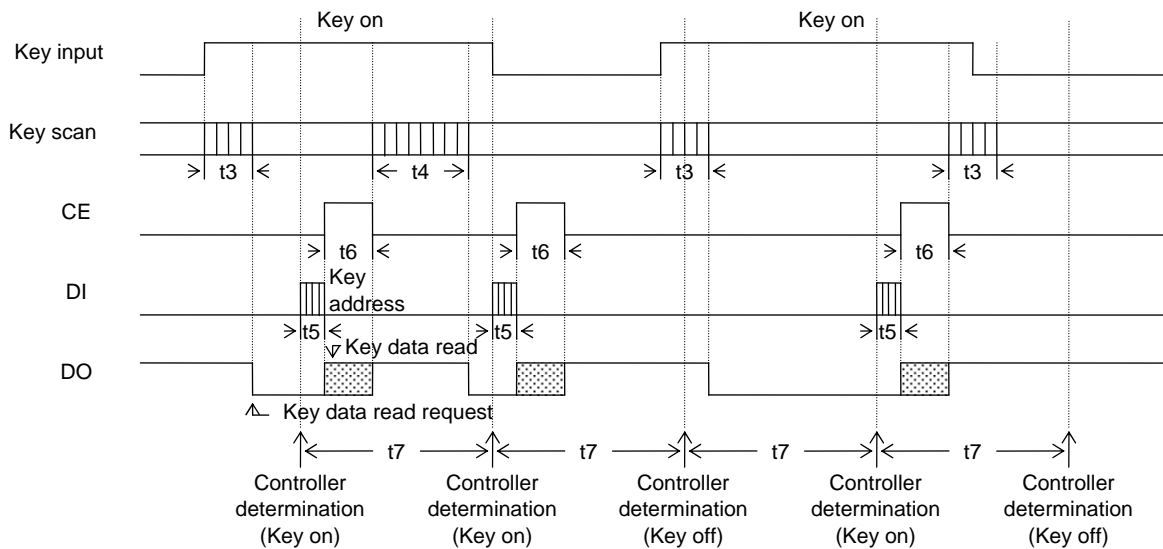 Key on Key on
Key input
Key scan
t3 t4 t3 t3
CE
t6 t6 t6
DI
Key
address
t5 t5 t5
Key data read
DO
Key data read request
t7 t7 t7 t7
Controller Controller Controller Controller Controller
determination determination determination determination determination
(Key on) (Key on) (Key off) (Key on) (Key off)